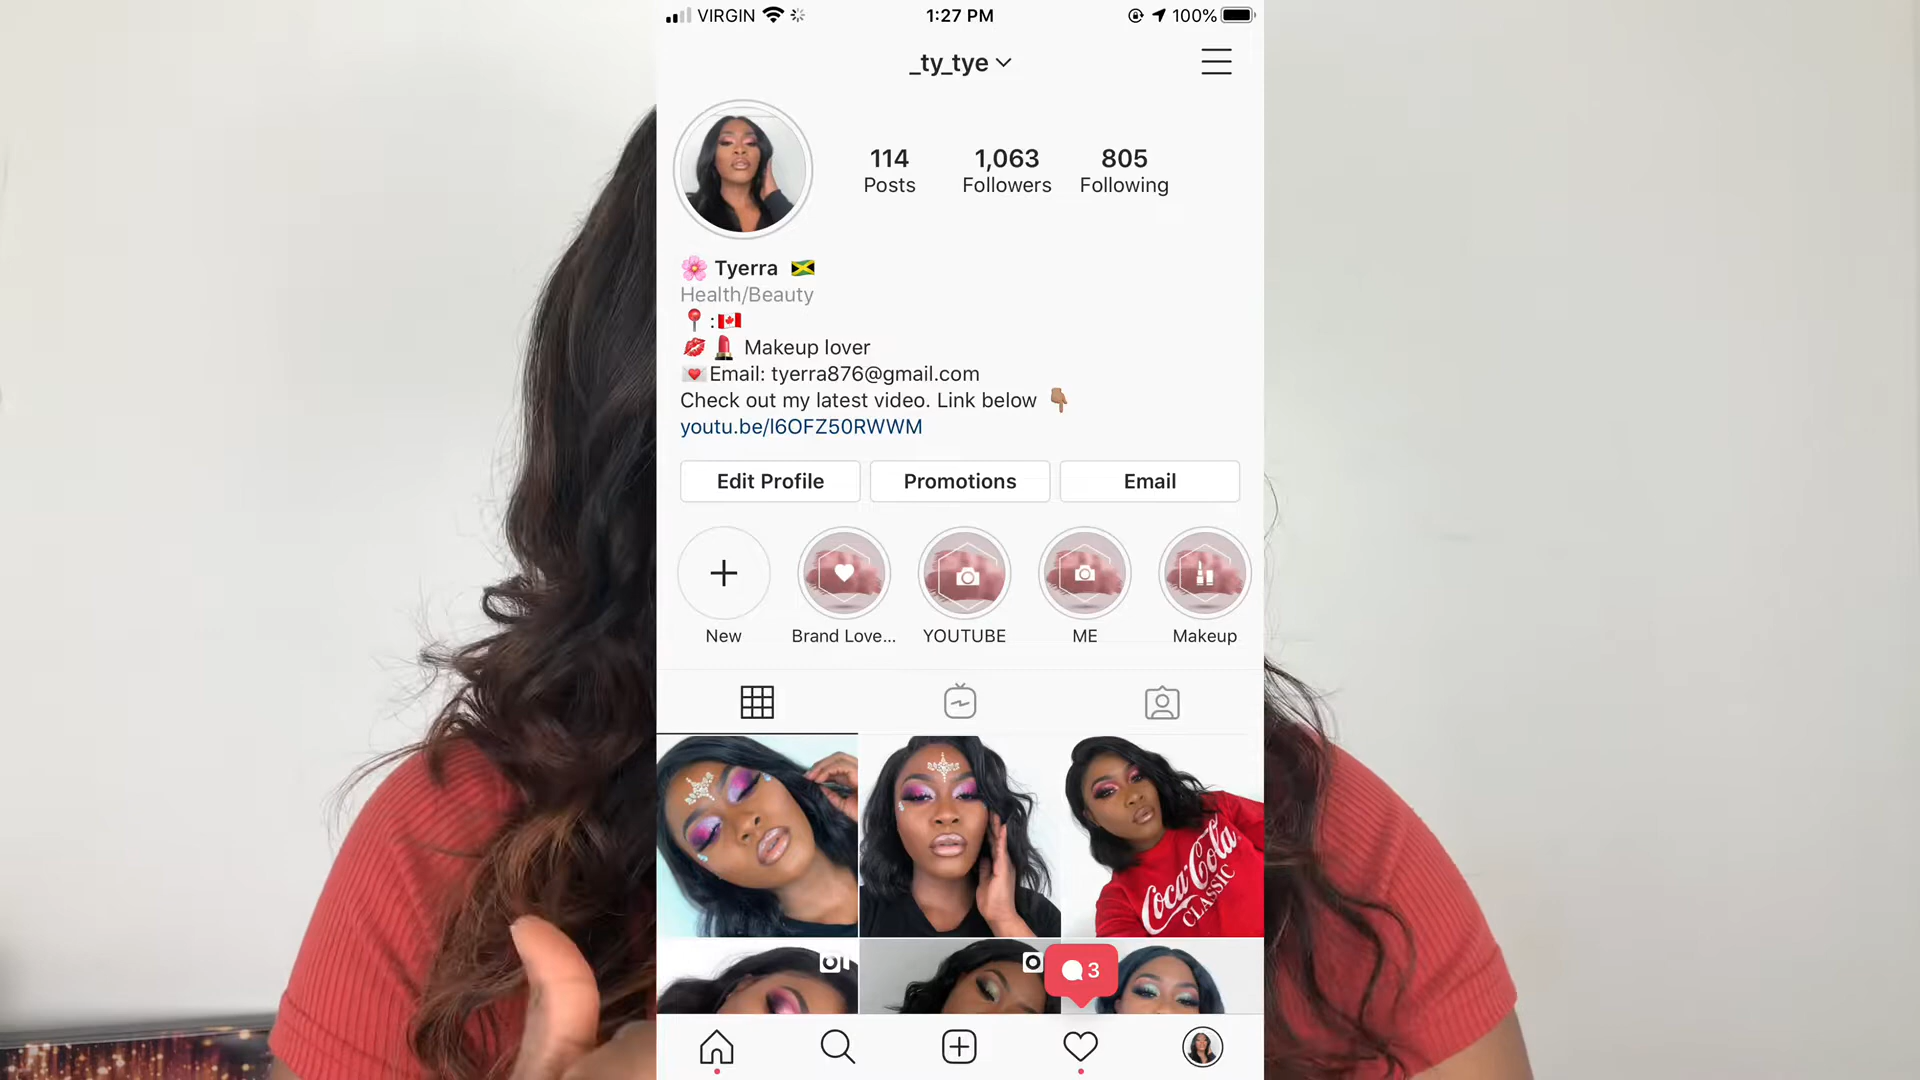 VIRGIN 1:27 PM 100%
_ty_tye
114 1,063 805
Posts Followers Following
🌸 Tyerra 🇯🇲
Health/Beauty
📍:🇨🇦
💋💄 Makeup lover
💌Email: tyerra876@gmail.com
Check out my latest video. Link below 👇🏽
youtu.be/l6OFZ50RWWM
Edit Profile Promotions Email
New Brand Love... YOUTUBE ME Makeup
Coca-Cola
CLASSIC
3